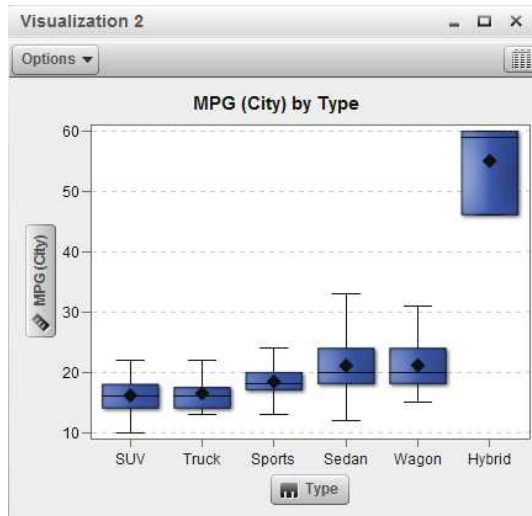 Visualization 2
Options
MPG (City) by Type
60
50
40
30
20
10
MPG (City)
SUV Truck Sports Sedan Wagon Hybrid
Type